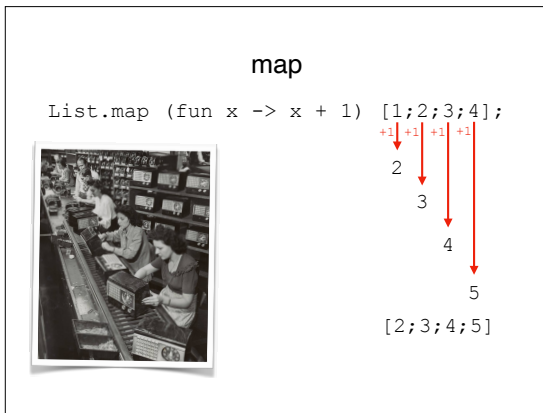 map
List.map (fun x -> x + 1) [1;2;3;4];
+1 +1 +1 +1
2
3
4
5
[2;3;4;5]